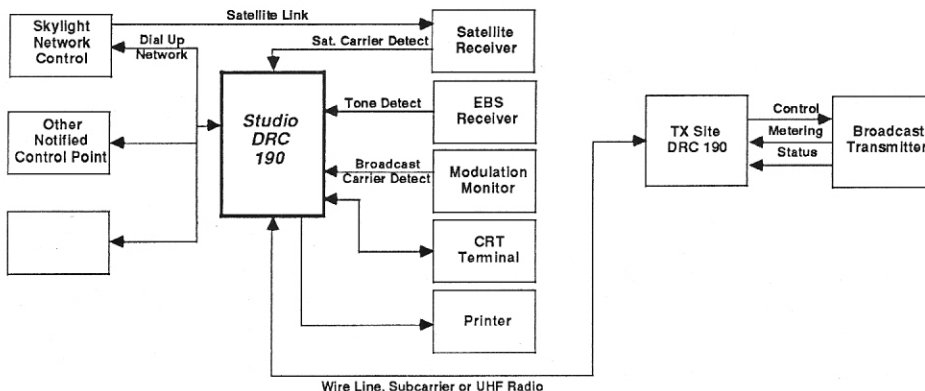 Skylight
Network
Control
Satellite Link
Satellite
Receiver
Dial Up
Network
Sat. Carrier Detect
Studio
DRC
190
Tone Detect
EBS
Receiver
Other
Notified
Control Point
Broadcast
Carrier Detect
Modulation
Monitor
CRT
Terminal
Printer
TX Site
DRC 190
Control
Metering
Status
Broadcast
Transmitter
Wire Line, Subcarrier or UHF Radio